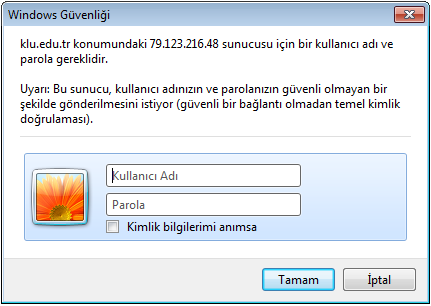 Windows Güvenliği
klu.edu.tr konumundaki 79.123.216.48 sunucusu için bir kullanıcı adı ve
parola gereklidir.
Uyarı: Bu sunucu, kullanıcı adınızın ve parolanızın güvenli olmayan bir
şekilde gönderilmesini istiyor (güvenli bir bağlantı olmadan temel kimlik
doğrulaması).
Kullanıcı Adı
Parola
Kimlik bilgilerimi anımsa
Tamam
İptal